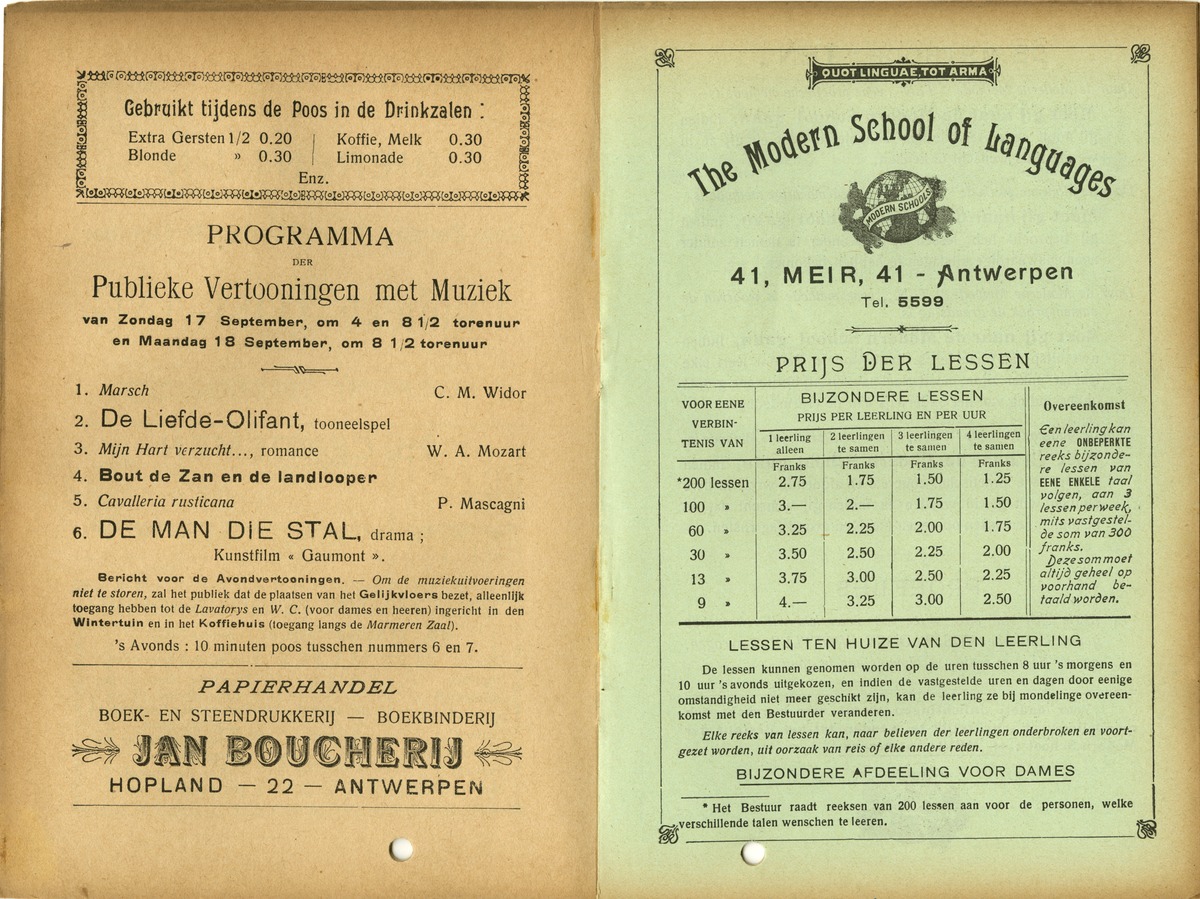 Gebruikt tijdens de Poos in de Drinkzalen :
Extra Gersten 1/2 0.20 Koffie, Melk 0.30
Blonde » 0.30 Limonade 0.30
Enz.
PROGRAMMA
DER
Publieke Vertooningen met Muziek
van Zondag 17 September, om 4 en 8 1/2 torenuur
en Maandag 18 September, om 8 1/2 torenuur
1. Marsch C. M. Widor
2. De Liefde-Olifant, tooneelspel
3. Mijn Hart verzucht..., romance W. A. Mozart
4. Bout de Zan en de landlooper
5. Cavalleria rusticana P. Mascagni
6. DE MAN DIE STAL, drama ;
Kunstfilm « Gaumont ».
Bericht voor de Avondvertooningen. — Om de muziekuitvoeringen
niet te storen, zal het publiek dat de plaatsen van het Gelijkvloers bezet, alleenlijk
toegang hebben tot de Lavatorys en W. C. (voor dames en heeren) ingericht in den
Wintertuin en in het Koffiehuis (toegang langs de Marmeren Zaal).
's Avonds : 10 minuten poos tusschen nummers 6 en 7.
PAPIERHANDEL
BOEK- EN STEENDRUKKERIJ — BOEKBINDERIJ
JAN BOUCHERIJ
HOPLAND — 22 — ANTWERPEN
QUOT LINGUAE, TOT ARMA
The Modern School of Languages
MODERN SCHOOLS
41, MEIR, 41 - Antwerpen
Tel. 5599
PRIJS DER LESSEN
VOOR EENE VERBIN- TENIS VAN
BIJZONDERE LESSEN
PRIJS PER LEERLING EN PER UUR
1 leerling alleen 2 leerlingen te samen 3 leerlingen te samen 4 leerlingen te samen
Franks Franks Franks Franks
*200 lessen 2.75 1.75 1.50 1.25
100 » 3.— 2.— 1.75 1.50
60 » 3.25 2.25 2.00 1.75
30 » 3.50 2.50 2.25 2.00
13 » 3.75 3.00 2.50 2.25
9 » 4.— 3.25 3.00 2.50
Overeenkomst
Een leerling kan
eene ONBEPERKTE
reeks bijzonde-
re lessen van
EENE ENKELE taal
volgen, aan 3
lessen per week,
mits vastgestel-
de som van 300
franks.
Deze som moet
altijd geheel op
voorhand be-
taald worden.
LESSEN TEN HUIZE VAN DEN LEERLING
De lessen kunnen genomen worden op de uren tusschen 8 uur 's morgens en
10 uur 's avonds uitgekozen, en indien de vastgestelde uren en dagen door eenige
omstandigheid niet meer geschikt zijn, kan de leerling ze bij mondelinge overeen-
komst met den Bestuurder veranderen.
Elke reeks van lessen kan, naar believen der leerlingen onderbroken en voort-
gezet worden, uit oorzaak van reis of elke andere reden.
BIJZONDERE AFDEELING VOOR DAMES
* Het Bestuur raadt reeksen van 200 lessen aan voor de personen, welke
verschillende talen wenschen te leeren.